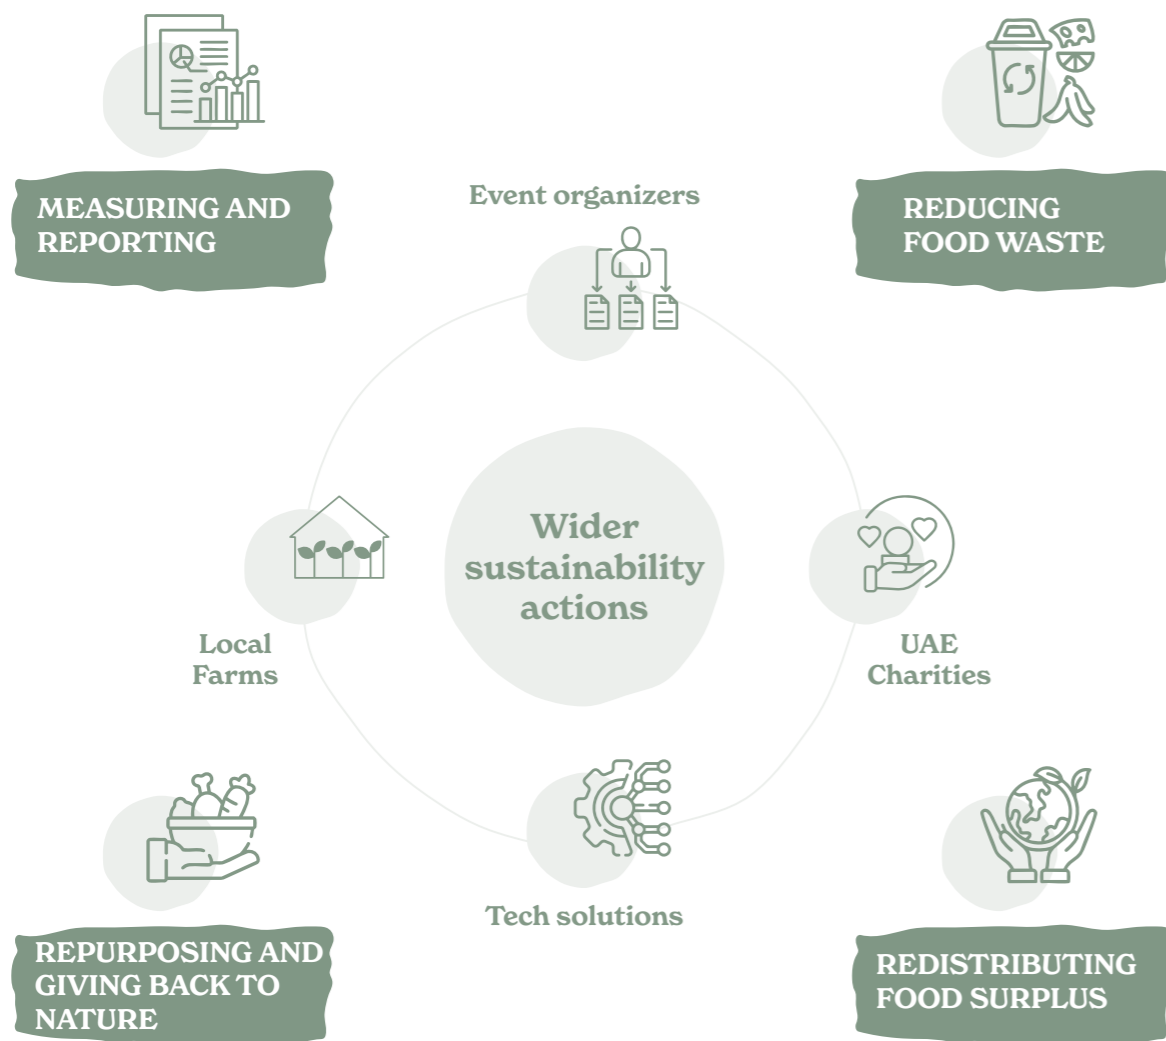 MEASURING AND
REPORTING
REDUCING
FOOD WASTE
Event organizers
Wider
sustainability
actions
Local
Farms
UAE
Charities
Tech solutions
REPURPOSING AND
GIVING BACK TO
NATURE
REDISTRIBUTING
FOOD SURPLUS